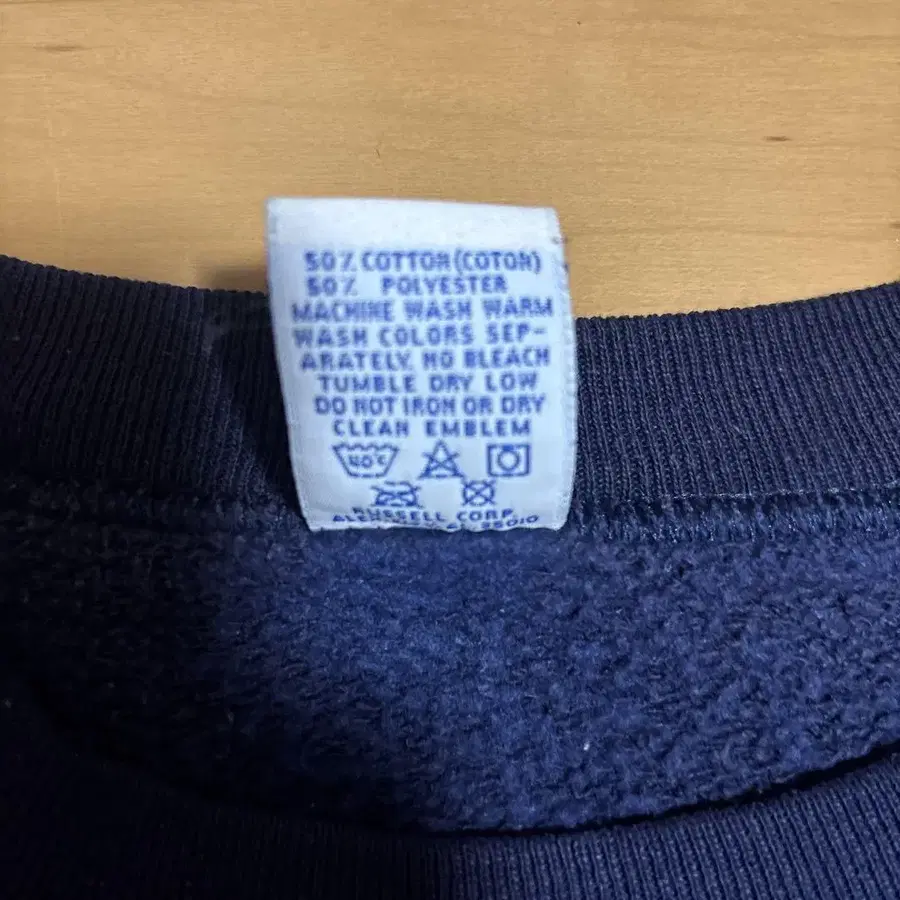 50% COTTON (COTON)
50% POLYESTER
MACHINE WASH WARM
WASH COLORS SEP-
ARATELY. NO BLEACH
TUMBLE DRY LOW
DO NOT IRON OR DRY
CLEAN EMBLEM
40°C
RUSSELL CORP.
35010